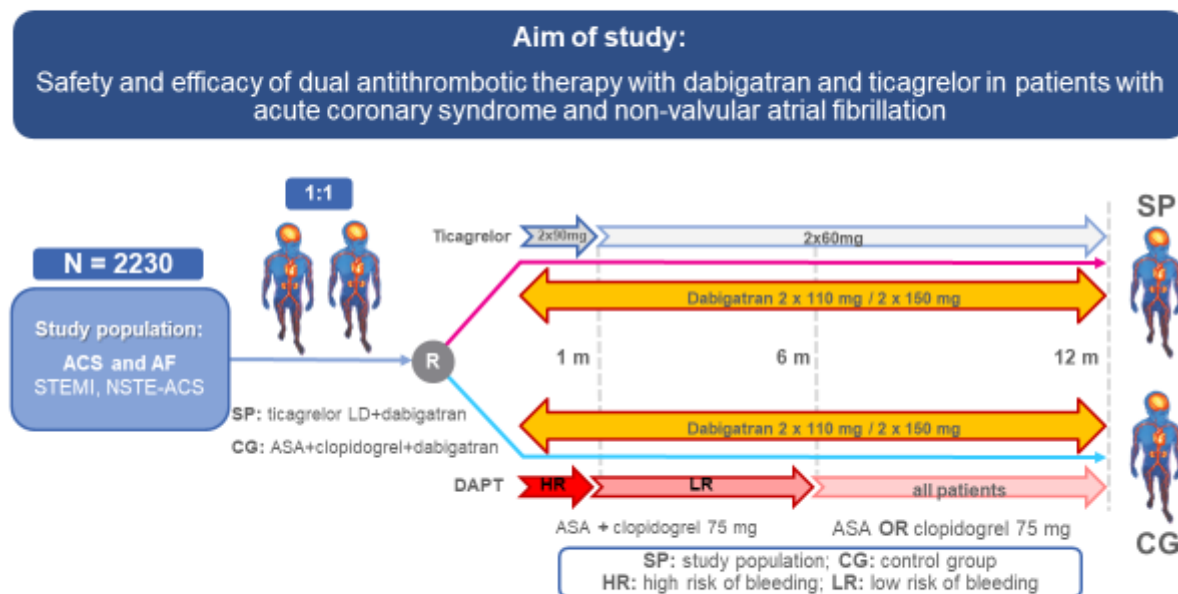 Aim of study:
Safety and efficacy of dual antithrombotic therapy with dabigatran and ticagrelor in patients with
acute coronary syndrome and non-valvular atrial fibrillation
1:1
N = 2230
Study population:
ACS and AF
STEMI, NSTE-ACS
R
SP: ticagrelor LD+dabigatran
CG: ASA+clopidogrel+dabigatran
Ticagrelor
2x90mg
2x60mg
SP
Dabigatran 2 x 110 mg / 2 x 150 mg
1 m
6 m
12 m
Dabigatran 2 x 110 mg / 2 x 150 mg
DAPT
HR
LR
all patients
ASA + clopidogrel 75 mg
ASA OR clopidogrel 75 mg
CG
SP: study population; CG: control group
HR: high risk of bleeding; LR: low risk of bleeding